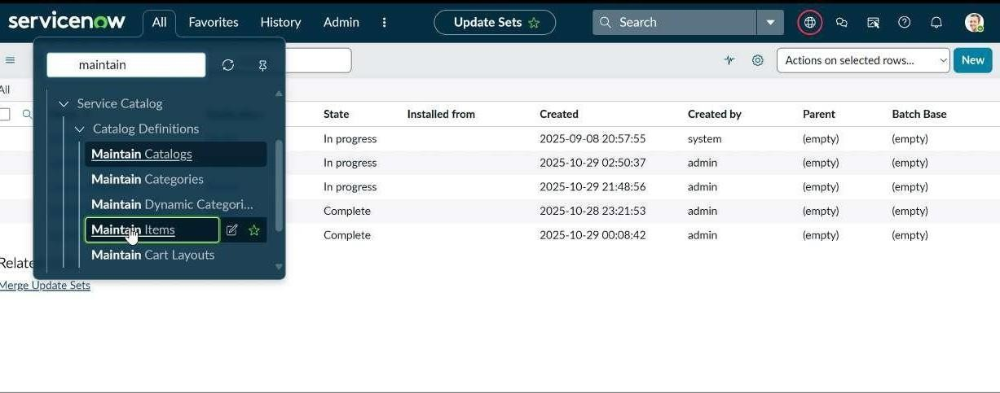 servicenow All Favorites History Admin Update Sets Search
maintain Actions on selected rows... New
All
Service Catalog
State Installed from Created Created by Parent Batch Base
Catalog Definitions
In progress 2025-09-08 20:57:55 system (empty) (empty)
Maintain Catalogs
In progress 2025-10-29 02:50:37 admin (empty) (empty)
Maintain Categories
In progress 2025-10-29 21:48:56 admin (empty) (empty)
Maintain Dynamic Categori...
Complete 2025-10-28 23:21:53 admin (empty) (empty)
Maintain Items
Complete 2025-10-29 00:08:42 admin (empty) (empty)
Maintain Cart Layouts
Relate
Merge Update Sets